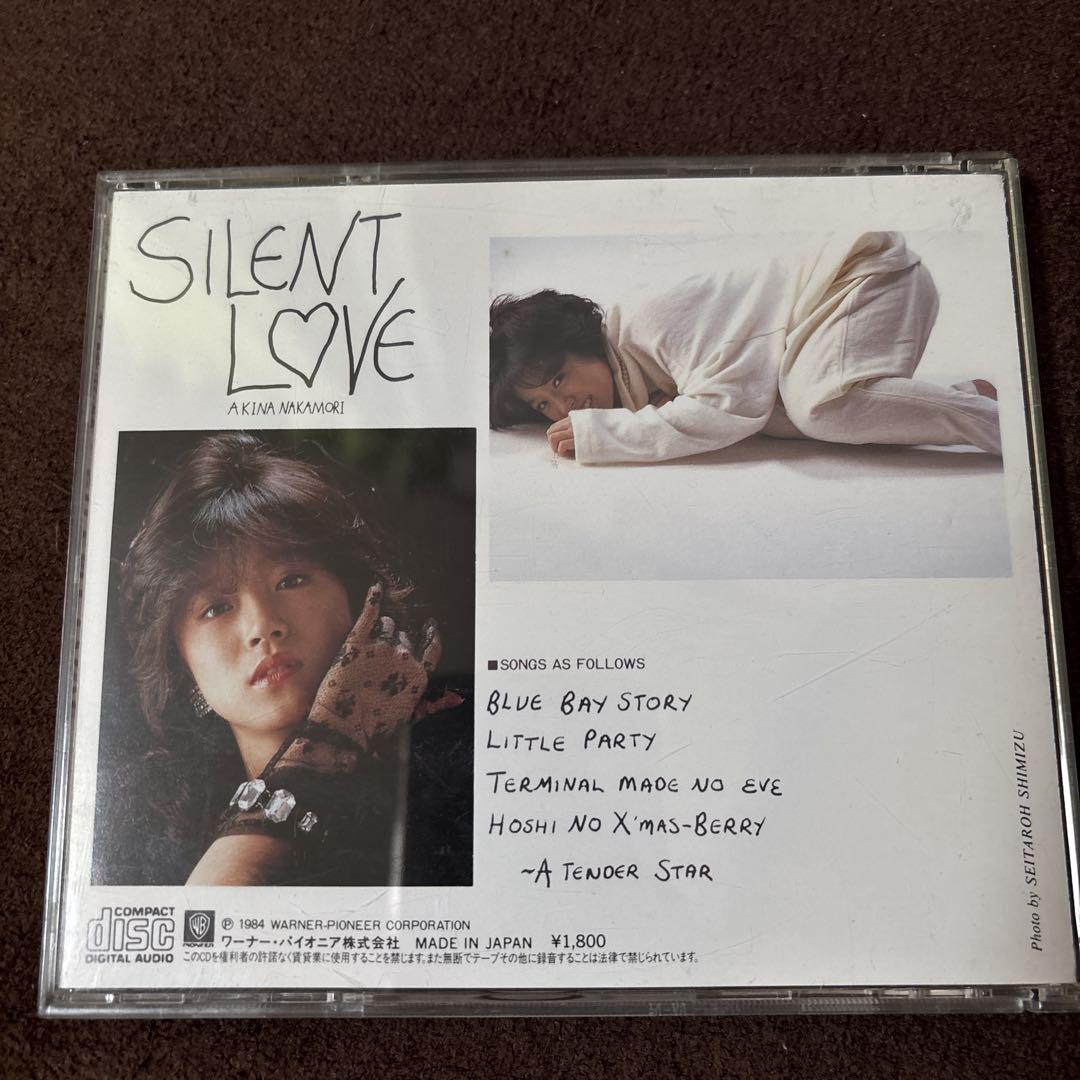 SILENT
LOVE
AKINA NAKAMORI
■SONGS AS FOLLOWS
BLUE BAY STORY
LITTLE PARTY
TERMINAL MADE NO EVE
HOSHI NO X'MAS-BERRY
~A TENDER STAR
Photo by SEITAROH SHIMIZU
COMPACT
disc
DIGITAL AUDIO
PIONEER
Ⓟ 1984 WARNER-PIONEER CORPORATION
ワーナー・パイオニア株式会社 MADE IN JAPAN ¥1,800
このCDを権利者の許諾なく賃貸業に使用することを禁じます。また無断でテープその他に録音することは法律で禁じられています。